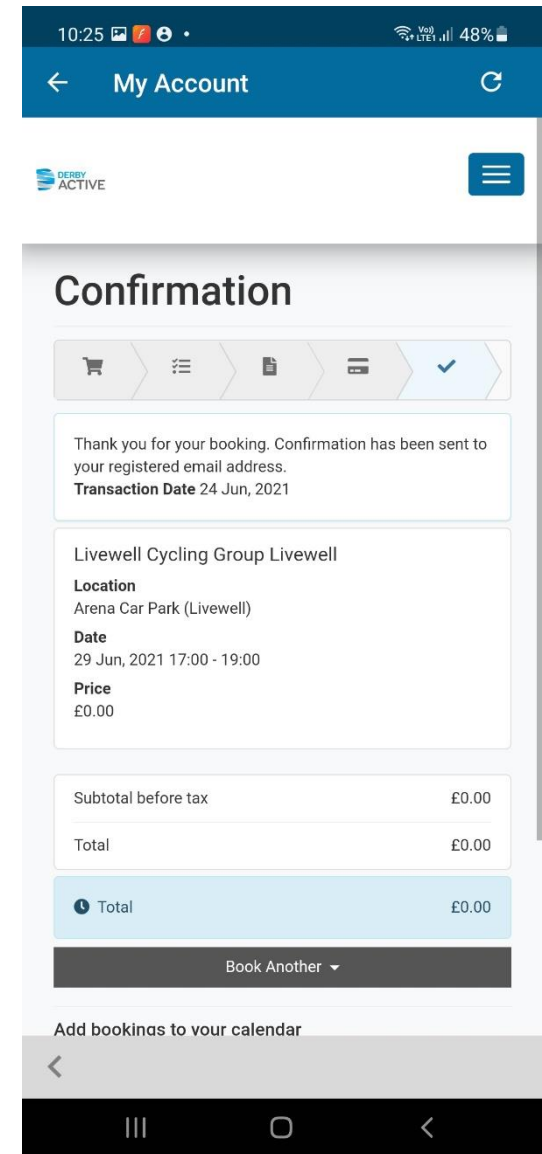 10:25
Vo)) LTE1 48%
My Account
DERBY
ACTIVE
Confirmation
Thank you for your booking. Confirmation has been sent to
your registered email address.
Transaction Date 24 Jun, 2021
Livewell Cycling Group Livewell
Location
Arena Car Park (Livewell)
Date
29 Jun, 2021 17:00 - 19:00
Price
£0.00
Subtotal before tax £0.00
Total £0.00
Total £0.00
Book Another
Add bookings to your calendar